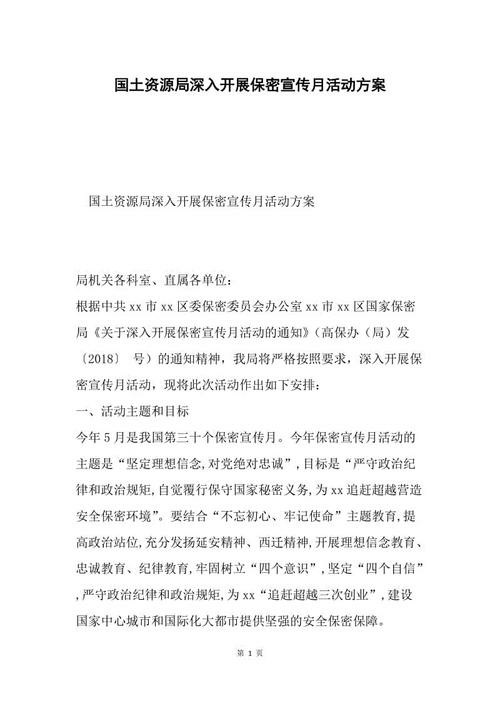 国土资源局深入开展保密宣传月活动方案
国土资源局深入开展保密宣传月活动方案
局机关各科室、直属各单位:
根据中共 xx 市 xx 区委保密委员会办公室 xx 市 xx 区国家保密
局《关于深入开展保密宣传月活动的通知》(高保办(局)发
〔2018〕 号)的通知精神，我局将严格按照要求，深入开展保
密宣传月活动，现将此次活动作出如下安排:
一、活动主题和目标
今年 5 月是我国第三十个保密宣传月。今年保密宣传月活动的
主题是“坚定理想信念,对党绝对忠诚”,目标是“严守政治纪
律和政治规矩,自觉履行保守国家秘密义务,为 xx 追赶超越营造
安全保密环境”。要结合“不忘初心、牢记使命”主题教育,提
高政治站位,充分发扬延安精神、西迁精神,开展理想信念教育、
忠诚教育、纪律教育,牢固树立“四个意识”,坚定“四个自信”
,严守政治纪律和政治规矩,为 xx“追赶超越三次创业”,建设
国家中心城市和国际化大都市提供坚强的安全保密保障。
第 1 页